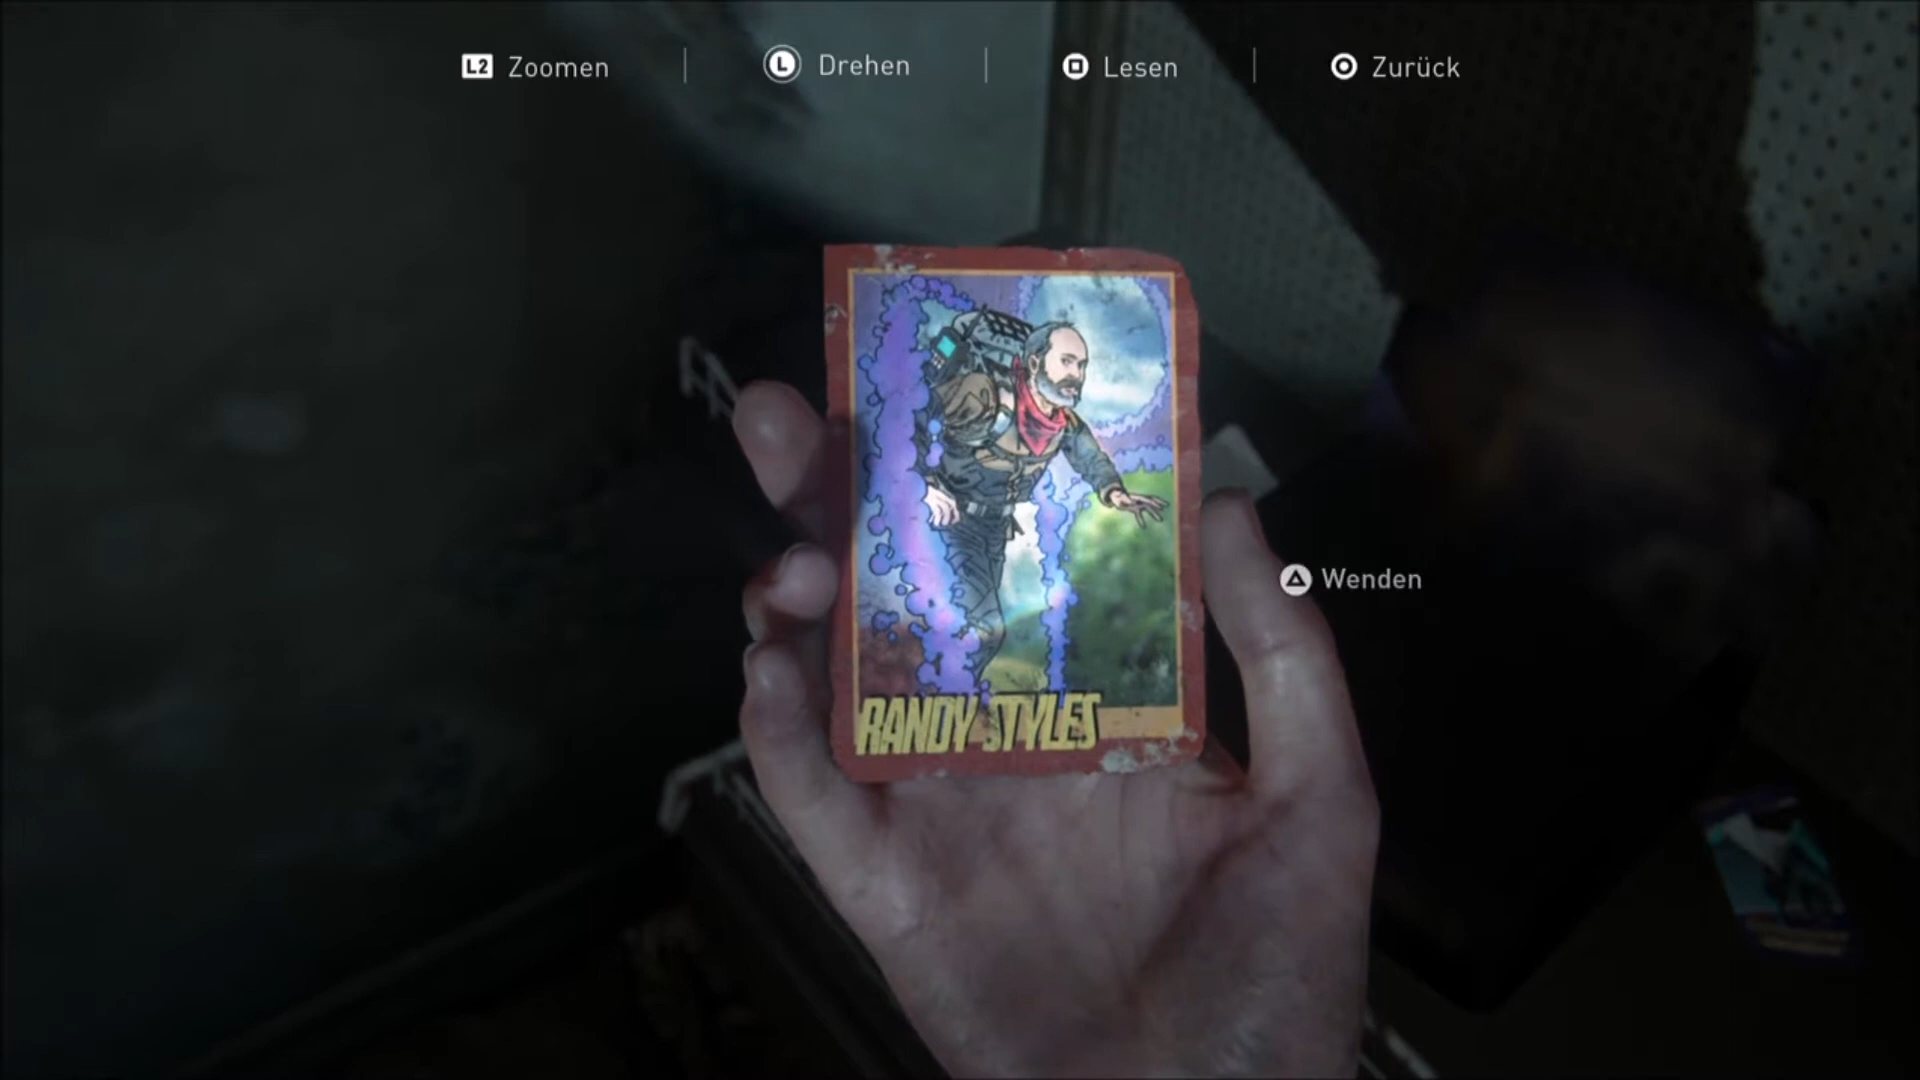 L2 Zoomen
L Drehen
Lesen
Zurück
Wenden
RANDY STYLES